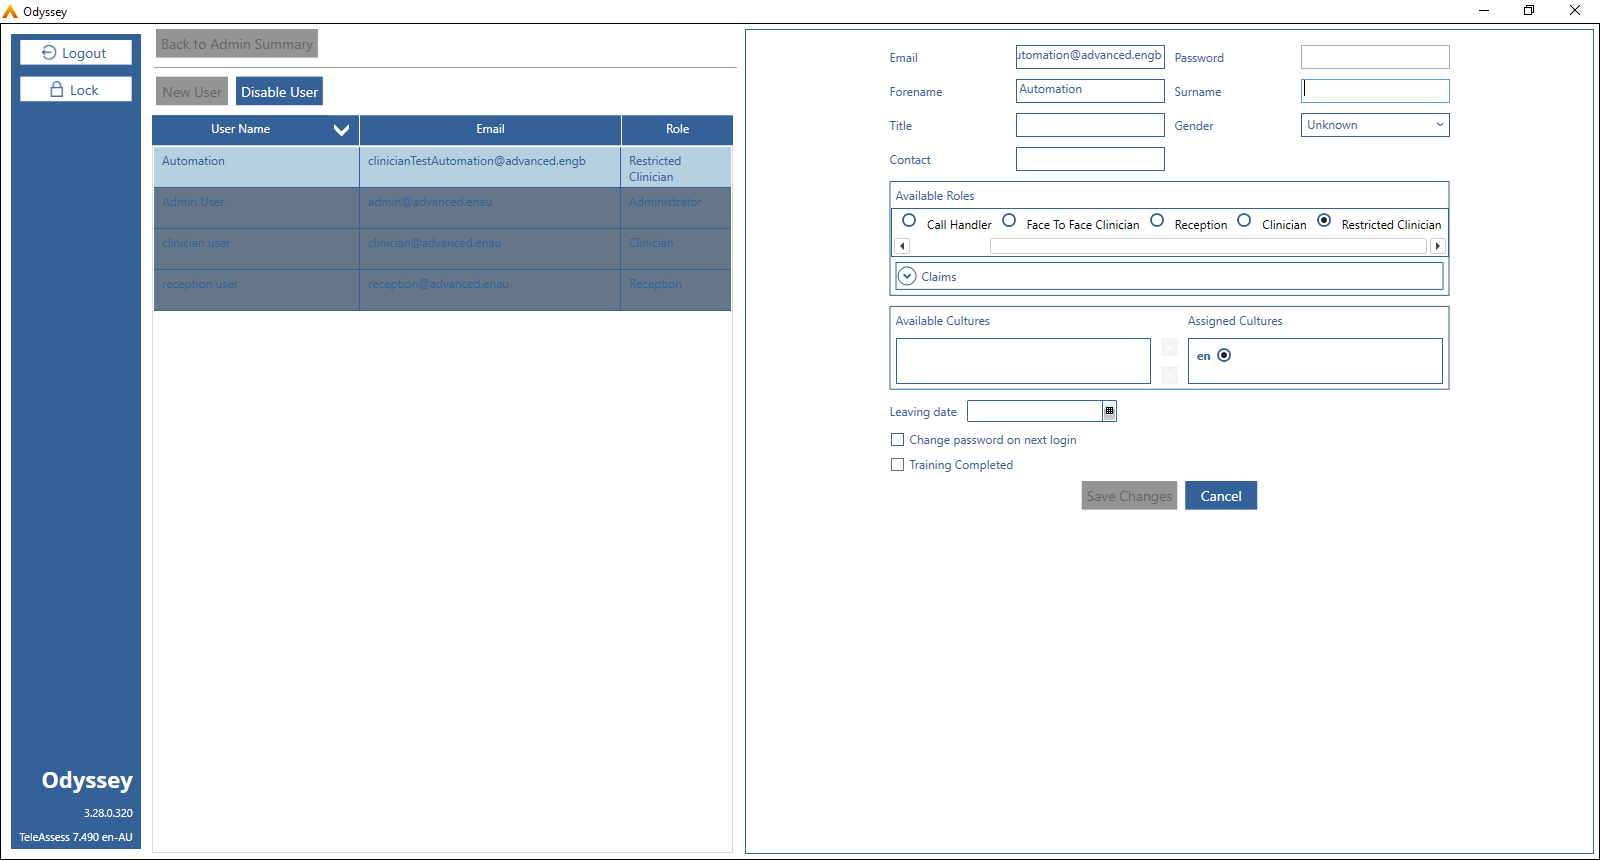 Odyssey
Logout
Lock
Back to Admin Summary
New User
Disable User
User Name Email Role
Automation clinicianTestAutomation@advanced.engb Restricted Clinician
Admin User admin@advanced.enau Administrator
clinician user clinician@advanced.enau Clinician
reception user reception@advanced.enau Reception
Odyssey
3.28.0.320
TeleAssess 7.490 en-AU
Email utomation@advanced.engb Password
Forename Automation Surname
Title Gender Unknown
Contact
Available Roles
Call Handler Face To Face Clinician Reception Clinician Restricted Clinician
Claims
Available Cultures Assigned Cultures
en
Leaving date
Change password on next login
Training Completed
Save Changes Cancel